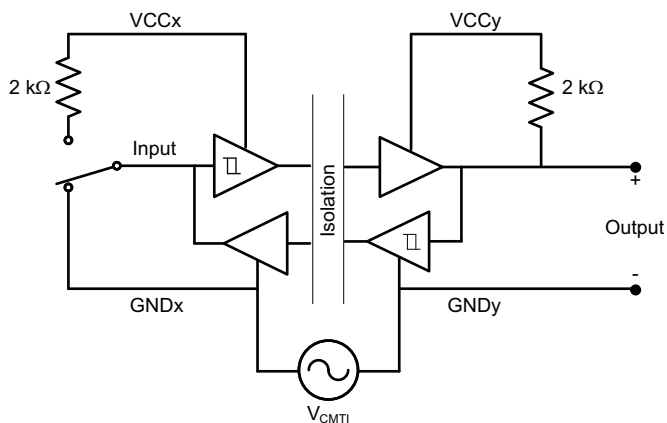 VCCx
VCCy
2 kΩ
2 kΩ
Input
Isolation
+
Output
-
GNDx
GNDy
VCMTI